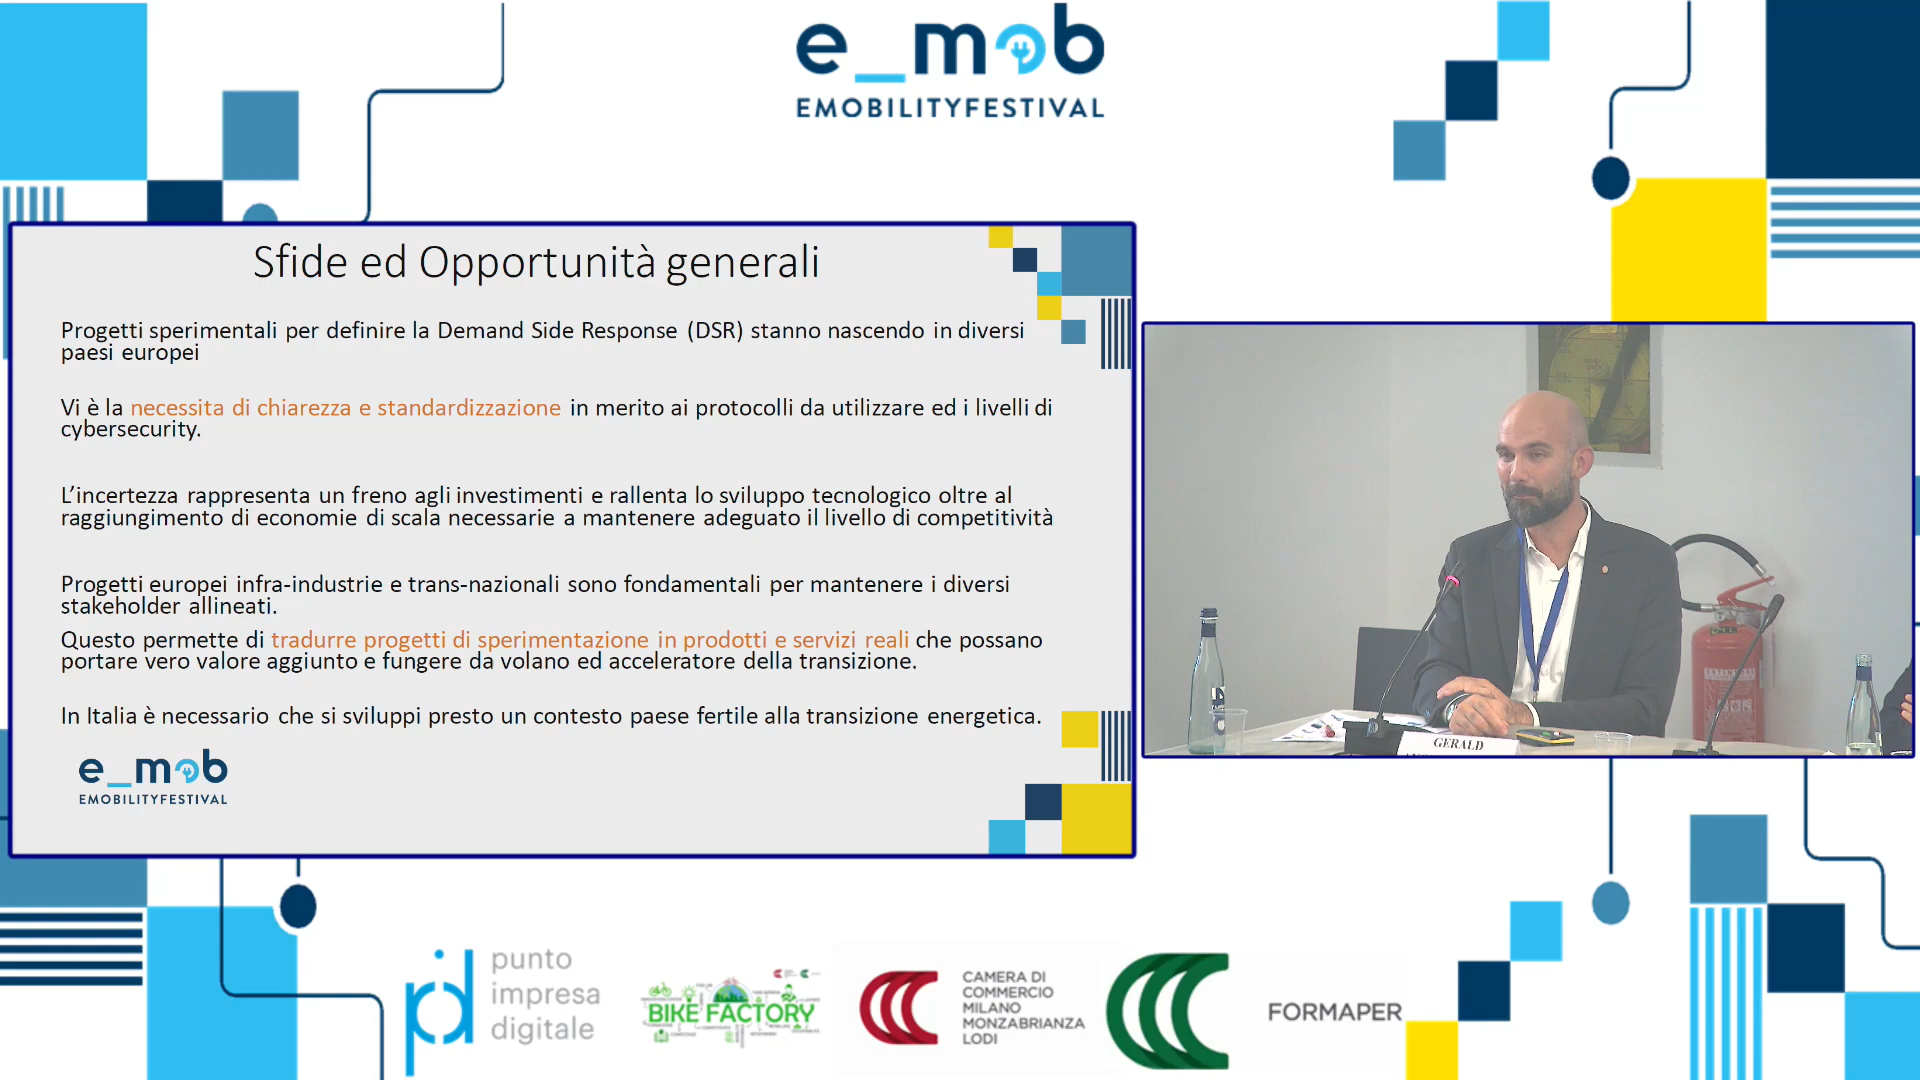 e_mob
EMOBILITYFESTIVAL
Sfide ed Opportunità generali
Progetti sperimentali per definire la Demand Side Response (DSR) stanno nascendo in diversi
paesi europei
Vi è la necessita di chiarezza e standardizzazione in merito ai protocolli da utilizzare ed i livelli di
cybersecurity.
L'incertezza rappresenta un freno agli investimenti e rallenta lo sviluppo tecnologico oltre al
raggiungimento di economie di scala necessarie a mantenere adeguato il livello di competitività
Progetti europei infra-industrie e trans-nazionali sono fondamentali per mantenere i diversi
stakeholder allineati.
Questo permette di tradurre progetti di sperimentazione in prodotti e servizi reali che possano
portare vero valore aggiunto e fungere da volano ed acceleratore della transizione.
In Italia è necessario che si sviluppi presto un contesto paese fertile alla transizione energetica.
e_mob
EMOBILITYFESTIVAL
GERALD
pid
punto
impresa
digitale
BIKE FACTORY
CAMERA DI
COMMERCIO
MILANO
MONZABRIANZA
LODI
FORMAPER